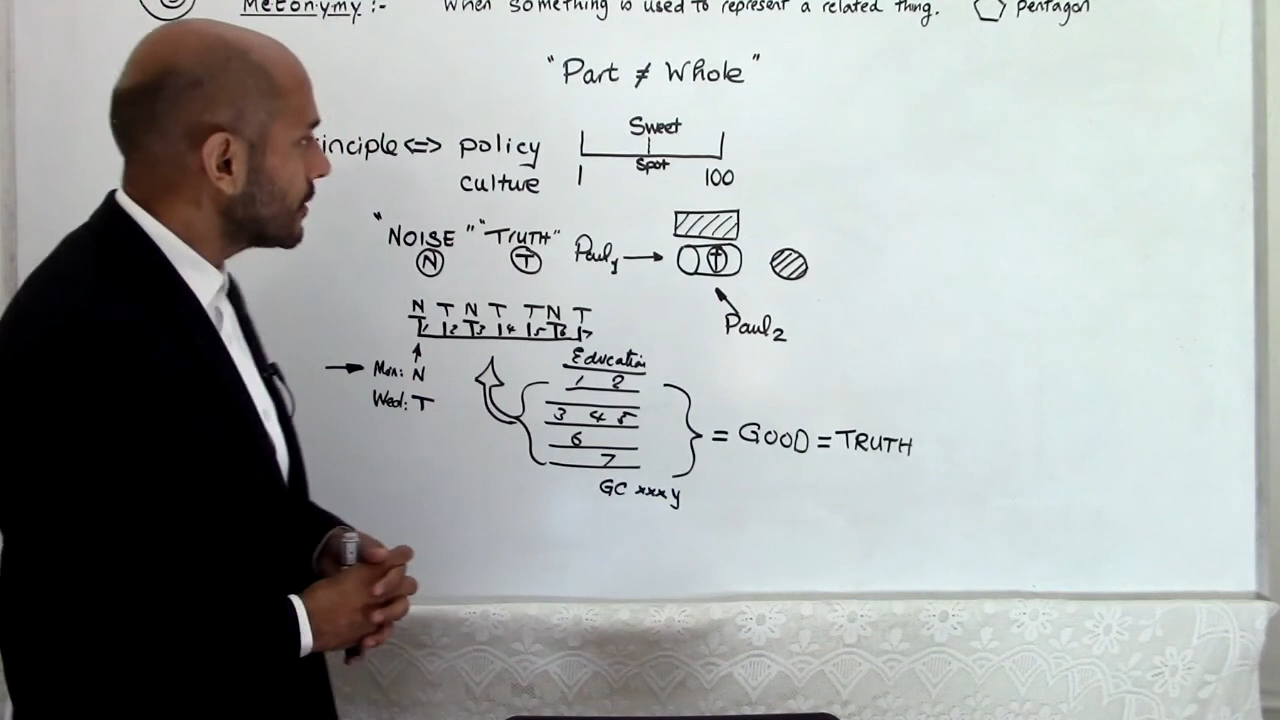 Metonymy :- When something is used to represent a related thing. Pentagon
"Part ≠ Whole"
inciple <=> policy
culture
Sweet
Spot
1 100
"NOISE" "TRUTH"
N T
Paul1
Paul2
N T N T T N T
1 2 3 4 5 6 7
Mon: N
Wed: T
Education
1 2
3 4 5
6
7
GC xxxy
= GOOD = TRUTH